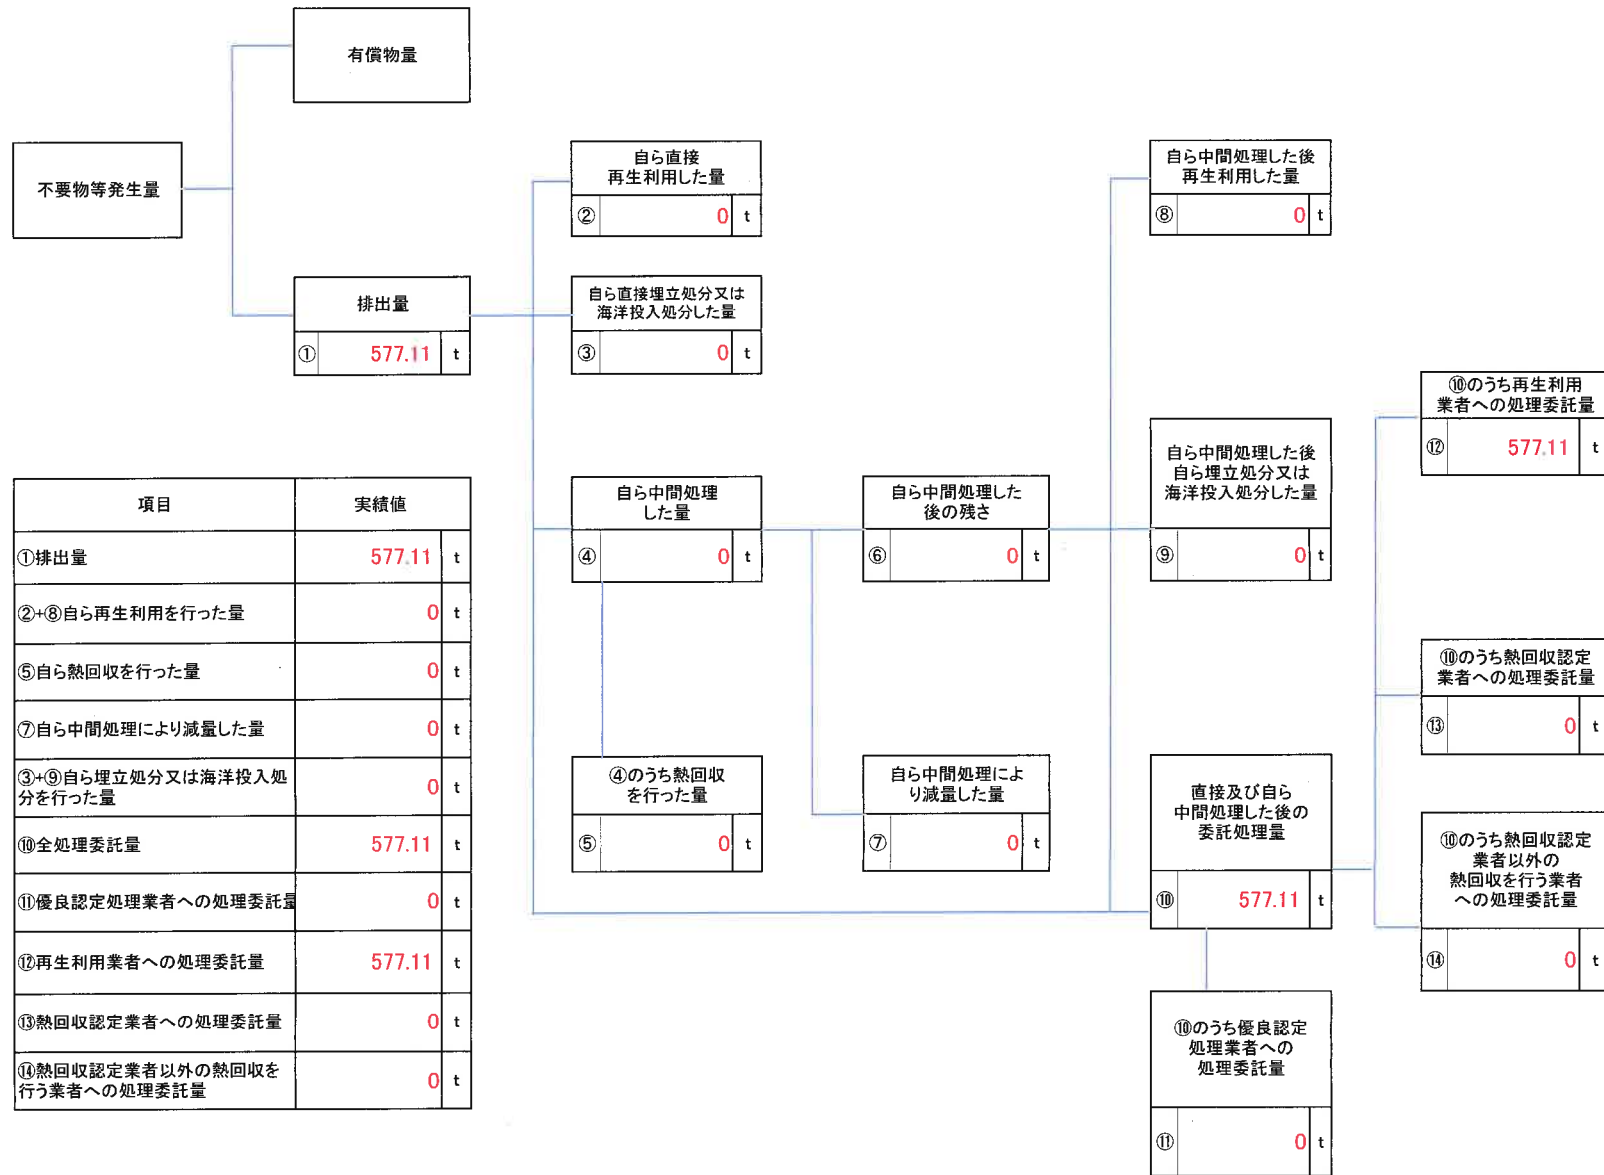 有償物量
不要物等発生量
排出量
① 577.11 t
自ら直接
再生利用した量
② 0 t
自ら直接埋立処分又は
海洋投入処分した量
③ 0 t
自ら中間処理
した量
④ 0 t
④のうち熱回収
を行った量
⑤ 0 t
自ら中間処理した
後の残さ
⑥ 0 t
自ら中間処理によ
り減量した量
⑦ 0 t
自ら中間処理した後
再生利用した量
⑧ 0 t
自ら中間処理した後
自ら埋立処分又は
海洋投入処分した量
⑨ 0 t
直接及び自ら
中間処理した後の
委託処理量
⑩ 577.11 t
⑩のうち優良認定
処理業者への
処理委託量
⑪ 0 t
⑩のうち再生利用
業者への処理委託量
⑫ 577.11 t
⑩のうち熱回収認定
業者への処理委託量
⑬ 0 t
⑩のうち熱回収認定
業者以外の
熱回収を行う業者
への処理委託量
⑭ 0 t
項目 実績値
①排出量 577.11 t
②+⑧自ら再生利用を行った量 0 t
⑤自ら熱回収を行った量 0 t
⑦自ら中間処理により減量した量 0 t
③+⑨自ら埋立処分又は海洋投入処
分を行った量 0 t
⑩全処理委託量 577.11 t
⑪優良認定処理業者への処理委託量 0 t
⑫再生利用業者への処理委託量 577.11 t
⑬熱回収認定業者への処理委託量 0 t
⑭熱回収認定業者以外の熱回収を
行う業者への処理委託量 0 t